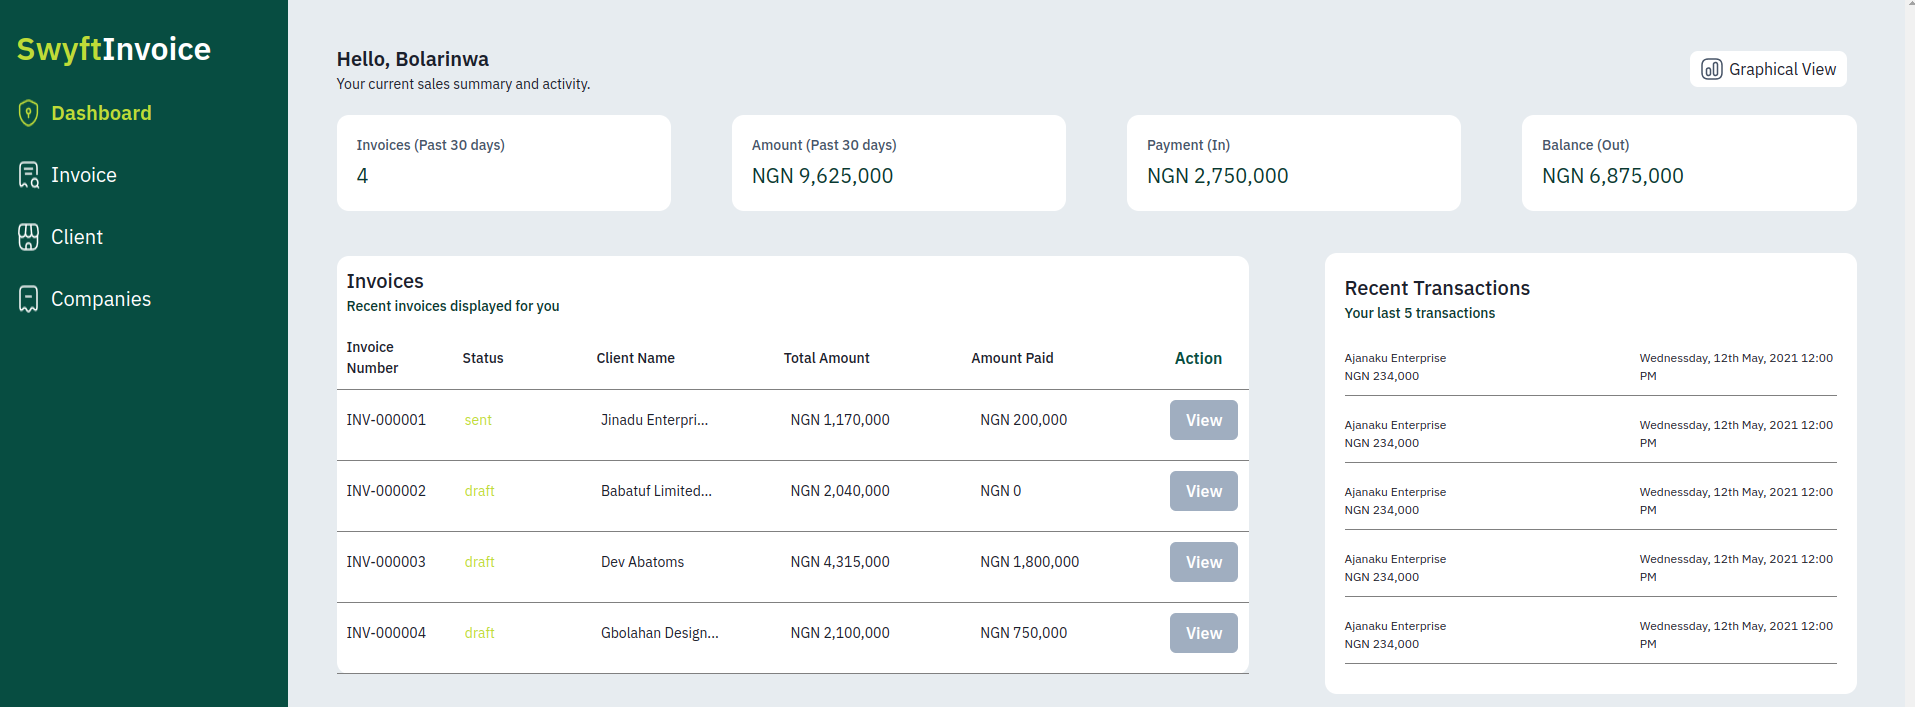 SwyftInvoice
Dashboard
Invoice
Client
Companies
Hello, Bolarinwa
Your current sales summary and activity.
Graphical View
Invoices (Past 30 days)
4
Amount (Past 30 days)
NGN 9,625,000
Payment (In)
NGN 2,750,000
Balance (Out)
NGN 6,875,000
Invoices
Recent invoices displayed for you
Invoice
Number
Status
Client Name
Total Amount
Amount Paid
Action
INV-000001 sent Jinadu Enterpri... NGN 1,170,000 NGN 200,000 View
INV-000002 draft Babatuf Limited... NGN 2,040,000 NGN 0 View
INV-000003 draft Dev Abatoms NGN 4,315,000 NGN 1,800,000 View
INV-000004 draft Gbolahan Design... NGN 2,100,000 NGN 750,000 View
Recent Transactions
Your last 5 transactions
Ajanaku Enterprise Wednessday, 12th May, 2021 12:00
NGN 234,000 PM
Ajanaku Enterprise Wednessday, 12th May, 2021 12:00
NGN 234,000 PM
Ajanaku Enterprise Wednessday, 12th May, 2021 12:00
NGN 234,000 PM
Ajanaku Enterprise Wednessday, 12th May, 2021 12:00
NGN 234,000 PM
Ajanaku Enterprise Wednessday, 12th May, 2021 12:00
NGN 234,000 PM